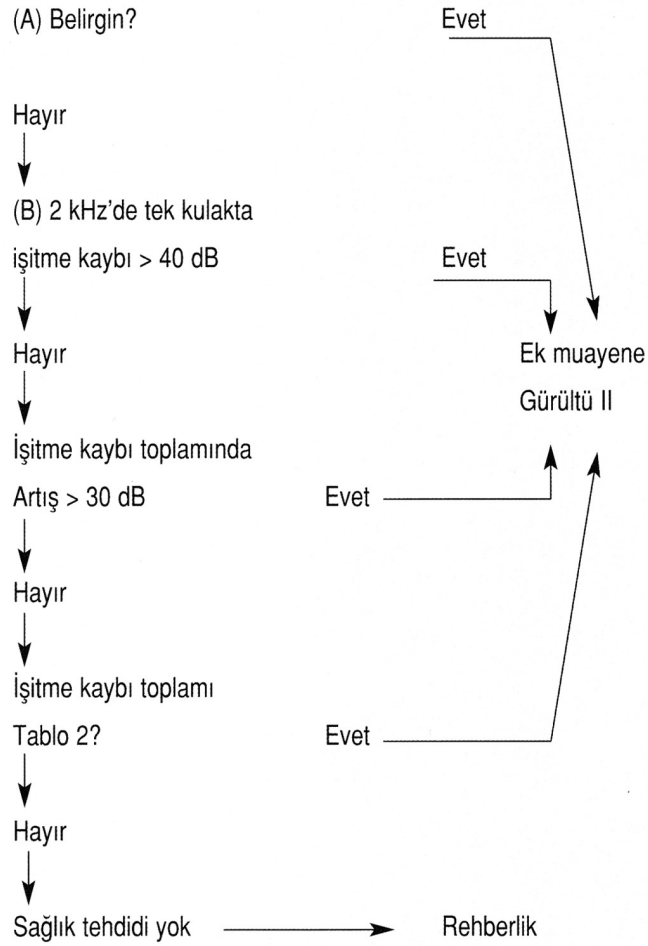 (A) Belirgin? Evet
Hayır
(B) 2 kHz’de tek kulakta
işitme kaybı > 40 dB Evet
Hayır Ek muayene
Gürültü II
İşitme kaybı toplamında
Artış > 30 dB Evet
Hayır
İşitme kaybı toplamı
Tablo 2? Evet
Hayır
Sağlık tehdidi yok Rehberlik